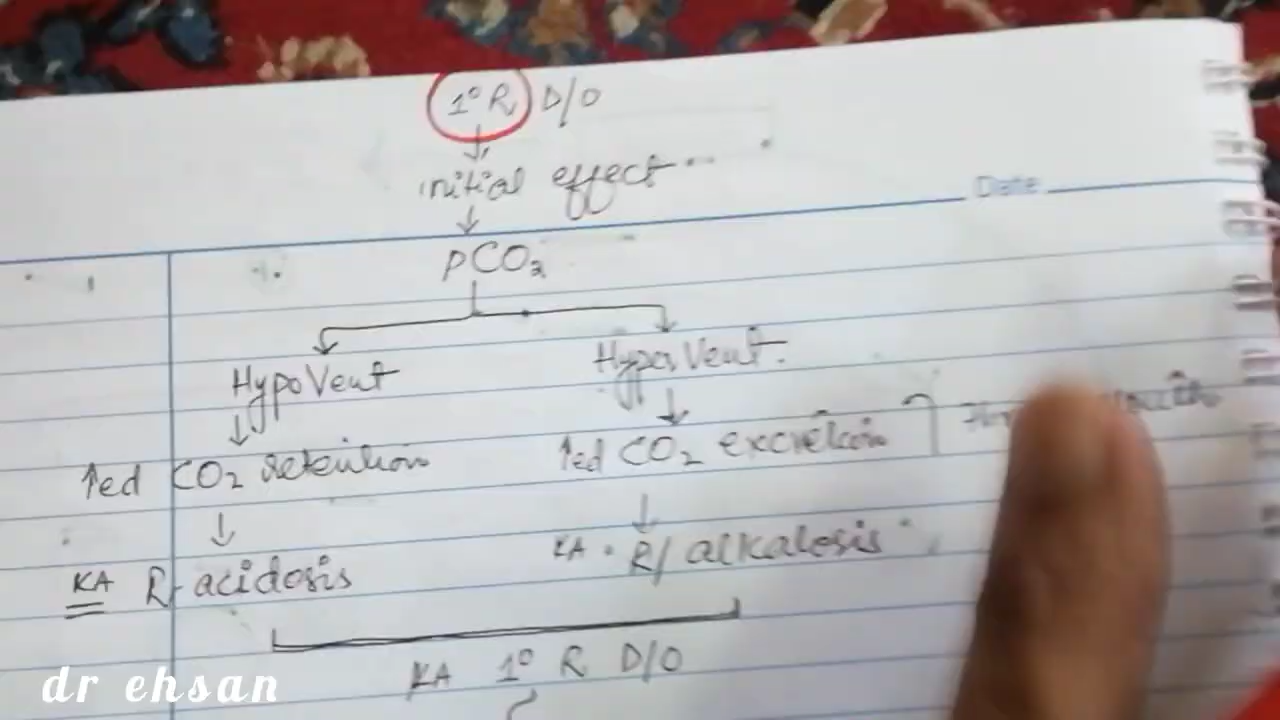 1° R D/O
↓
initial effect...
↓
Date
PCO₂
HypoVent HyperVent.
↓ ↓
↑ed CO₂ retention ↑ed CO₂ excretion
↓ ↓
KA R acidosis KA • R/ alkalosis
KA 1° R D/O
dr ehsan